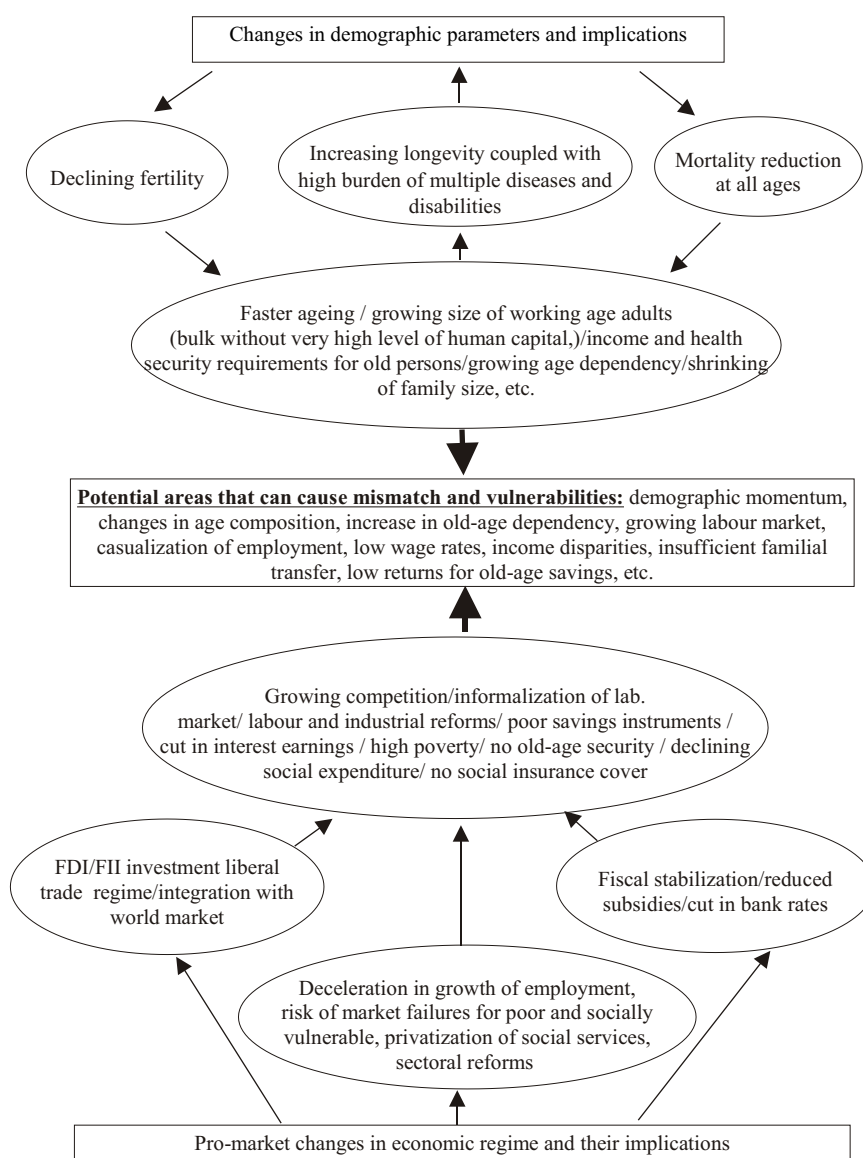 Changes in demographic parameters and implications
Declining fertility
Increasing longevity coupled with
high burden of multiple diseases and
disabilities
Mortality reduction
at all ages
Faster ageing / growing size of working age adults
(bulk without very high level of human capital,)/income and health
security requirements for old persons/growing age dependency/shrinking
of family size, etc.
Potential areas that can cause mismatch and vulnerabilities: demographic momentum,
changes in age composition, increase in old-age dependency, growing labour market,
casualization of employment, low wage rates, income disparities, insufficient familial
transfer, low returns for old-age savings, etc.
Growing competition/informalization of lab.
market/ labour and industrial reforms/ poor savings instruments /
cut in interest earnings / high poverty/ no old-age security / declining
social expenditure/ no social insurance cover
FDI/FII investment liberal
trade regime/integration with
world market
Fiscal stabilization/reduced
subsidies/cut in bank rates
Deceleration in growth of employment,
risk of market failures for poor and socially
vulnerable, privatization of social services,
sectoral reforms
Pro-market changes in economic regime and their implications